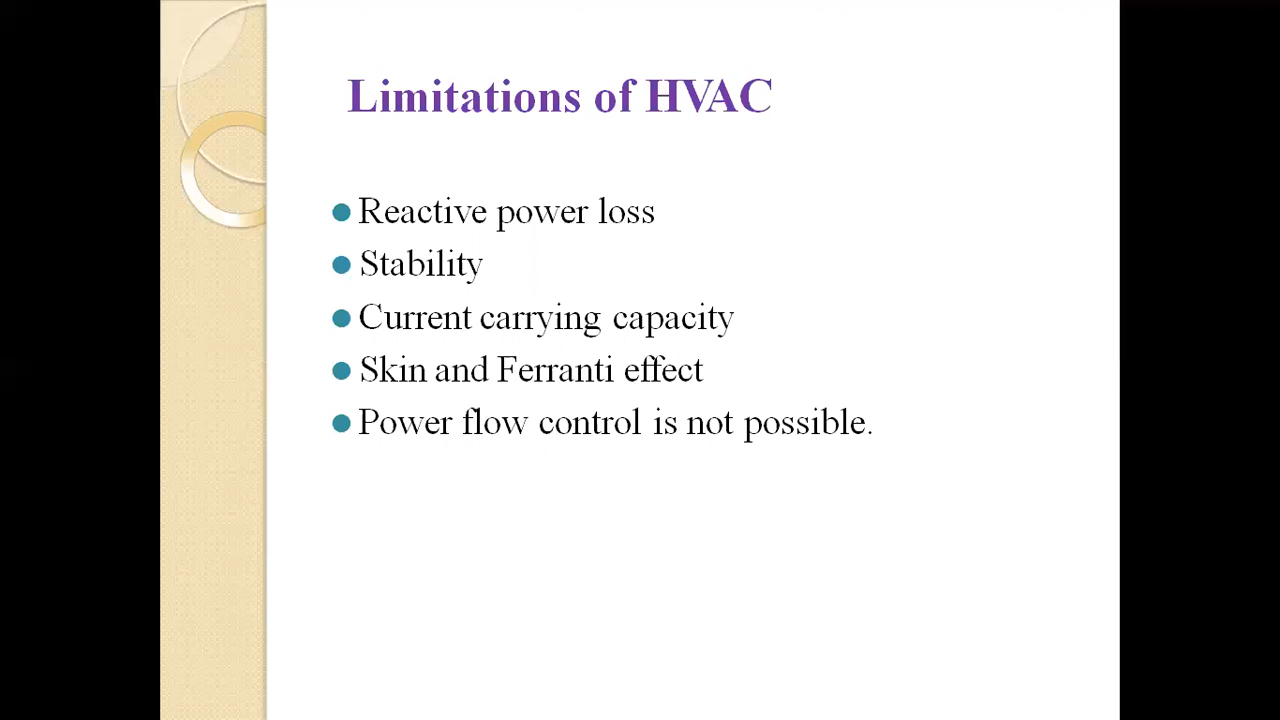 Limitations of HVAC
Reactive power loss
Stability
Current carrying capacity
Skin and Ferranti effect
Power flow control is not possible.